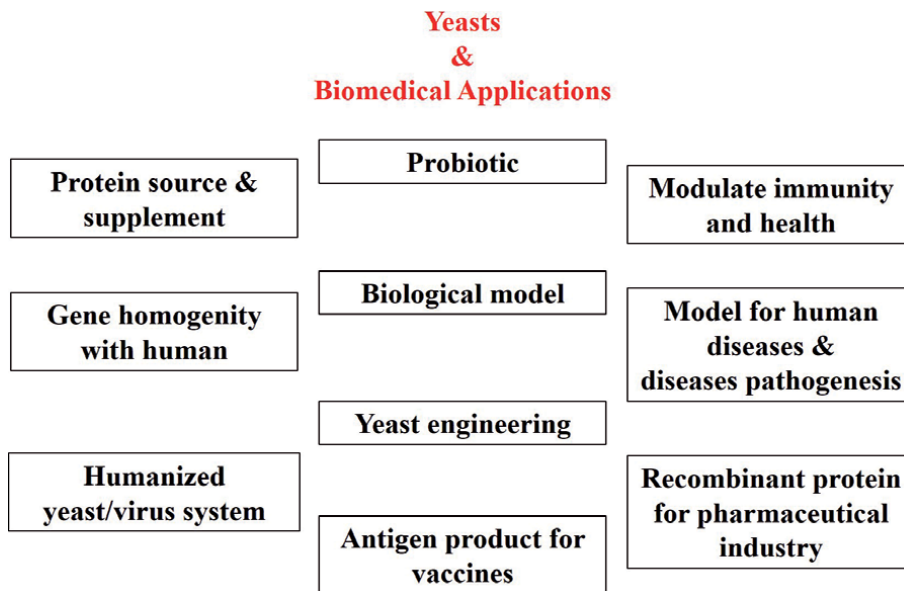 Yeasts
&
Biomedical Applications
Probiotic
Protein source &
supplement
Modulate immunity
and health
Biological model
Gene homogenity
with human
Model for human
diseases &
diseases pathogenesis
Yeast engineering
Humanized
yeast/virus system
Recombinant protein
for pharmaceutical
industry
Antigen product for
vaccines